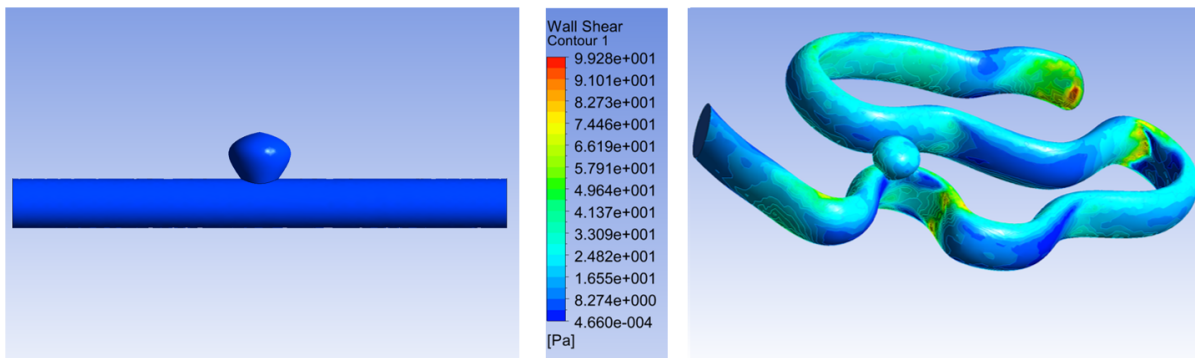 Wall Shear
Contour 1
9.928e+001
9.101e+001
8.273e+001
7.446e+001
6.619e+001
5.791e+001
4.964e+001
4.137e+001
3.309e+001
2.482e+001
1.655e+001
8.274e+000
4.660e-004
[Pa]